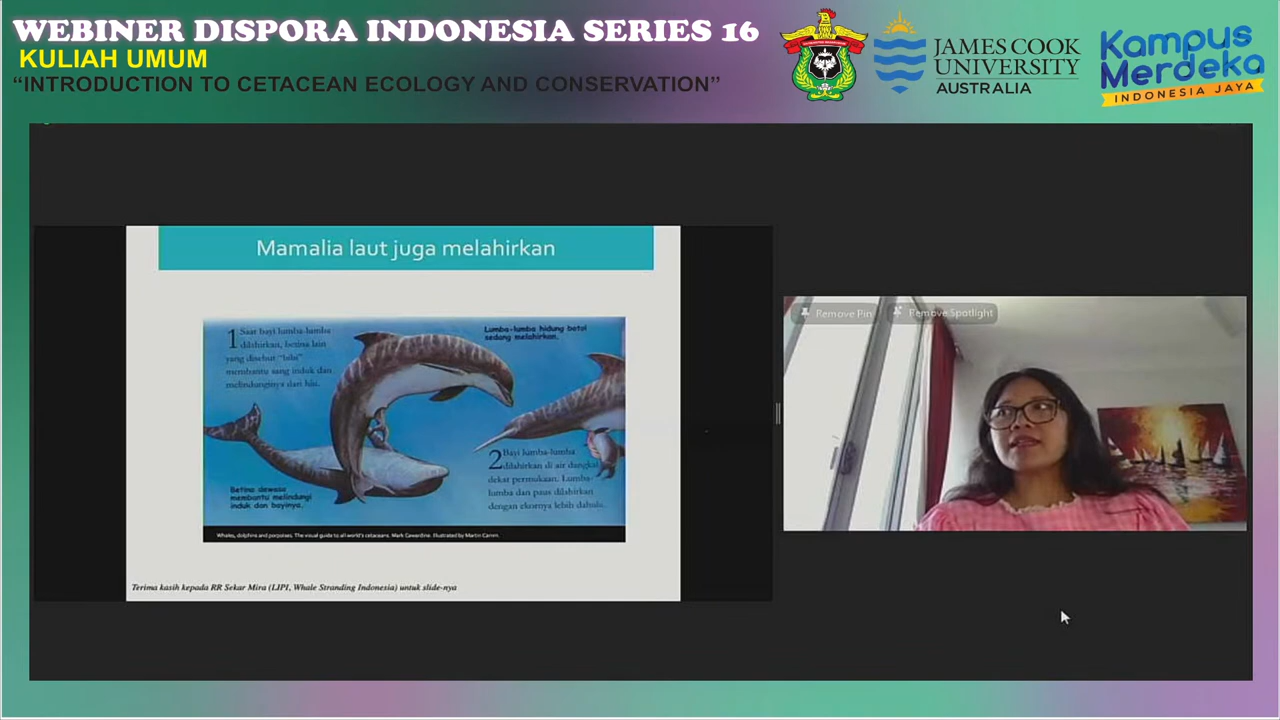 WEBINER DISPORA INDONESIA SERIES 16
KULIAH UMUM
“INTRODUCTION TO CETACEAN ECOLOGY AND CONSERVATION”
JAMES COOK
UNIVERSITY
AUSTRALIA
Kampus
Merdeka
INDONESIA JAYA
Mamalia laut juga melahirkan
1 Saat bayi lumba-lumba
dilahirkan, betina lain
yang disebut "bibi"
membantu sang induk dan
melindunginya dari hiu.
Lumba-lumba hidung botol
sedang melahirkan.
Betina dewasa
membantu melindungi
induk dan bayinya.
2 Bayi lumba-lumba
dilahirkan di air dangkal
dekat permukaan. Lumba-
lumba dan paus dilahirkan
dengan ekornya lebih dahulu.
Whales, dolphins and porpoises. The visual guide to all world's cetaceans. Mark Carwardine. Illustrated by Martin Camm.
Terima kasih kepada RR Sekar Mira (LIPI, Whale Stranding Indonesia) untuk slide-nya
Remove Pin
Remove Spotlight